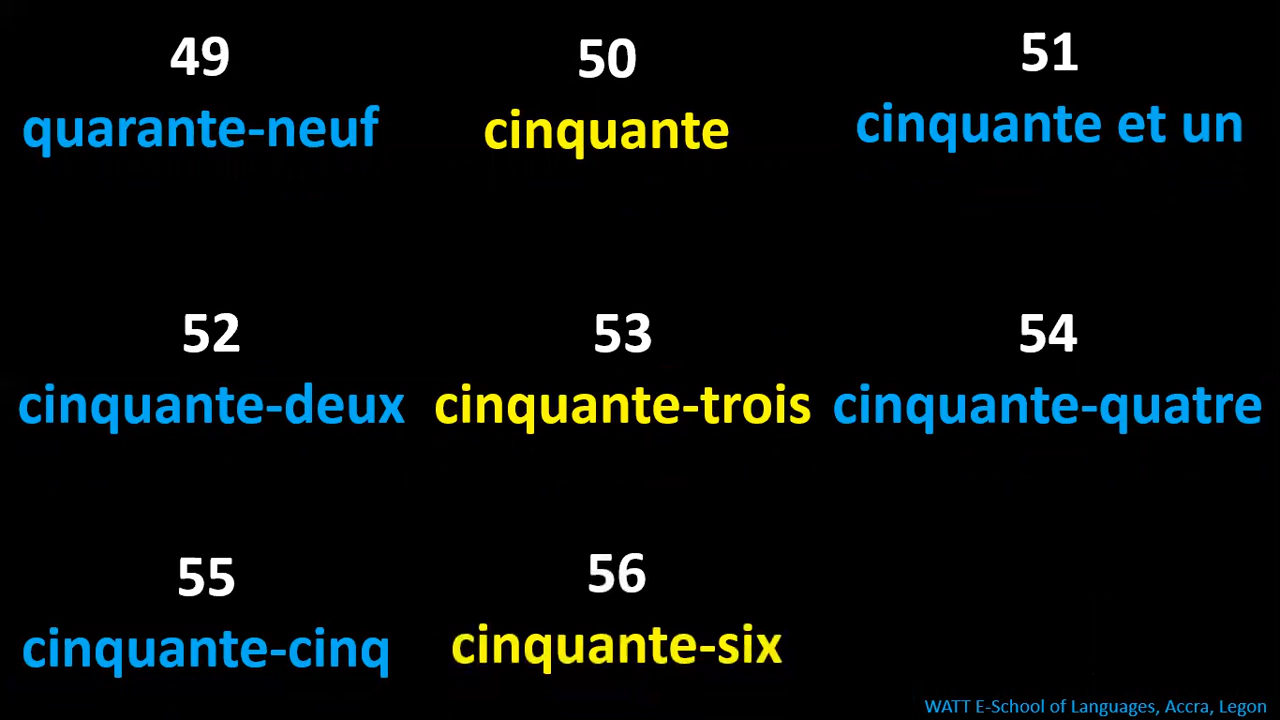 49 50 51
quarante-neuf cinquante cinquante et un
52 53 54
cinquante-deux cinquante-trois cinquante-quatre
55 56
cinquante-cinq cinquante-six
WATT E-School of Languages, Accra, Legon